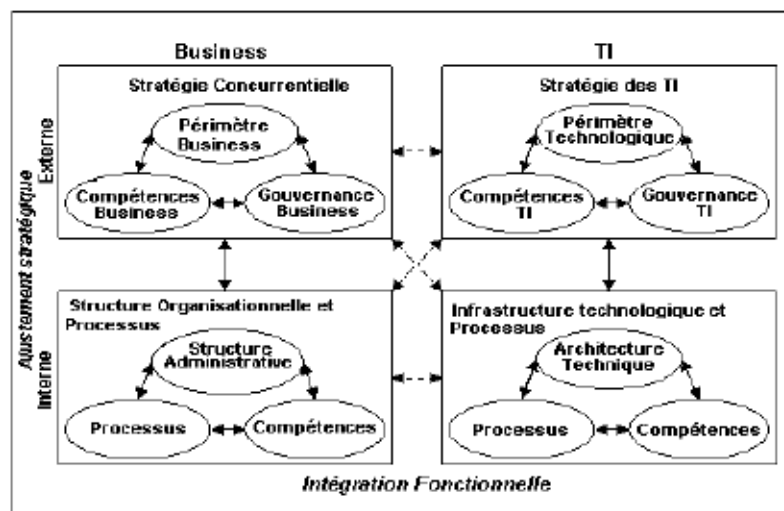 Business
TI
Ajustement stratégique
Externe
Stratégie Concurrentielle
Périmètre
Business
Compétences
Business
Gouvernance
Business
Stratégie des TI
Périmètre
Technologique
Compétences
TI
Gouvernance
TI
Interne
Structure Organisationnelle et
Processus
Structure
Administrative
Processus
Compétences
Infrastructure technologique et
Processus
Architecture
Technique
Processus
Compétences
Intégration Fonctionnelle